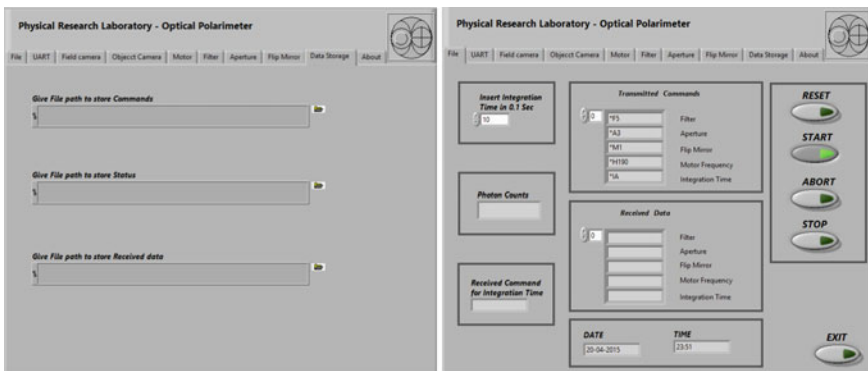 Physical Research Laboratory - Optical Polarimeter
File UART Field camera Objecct Camera Motor Filter Aperture Flip Mirror Data Storage About
Give File path to store Commands
Give File path to store Status
Give File path to store Received data
Physical Research Laboratory - Optical Polarimeter
File UART Field camera Objecct Camera Motor Filter Aperture Flip Mirror Data Storage About
Insert Integration
Time in 0.1 Sec
10
Photon Counts
Received Command
for Integration Time
Transmitted Commands
0
*F5 Filter
*A3 Aperture
*M1 Flip Mirror
*H190 Motor Frequency
*IA Integration Time
Received Data
0
Filter
Aperture
Flip Mirror
Motor Frequency
Integration Time
DATE TIME
20-04-2015 23:51
RESET
START
ABORT
STOP
EXIT